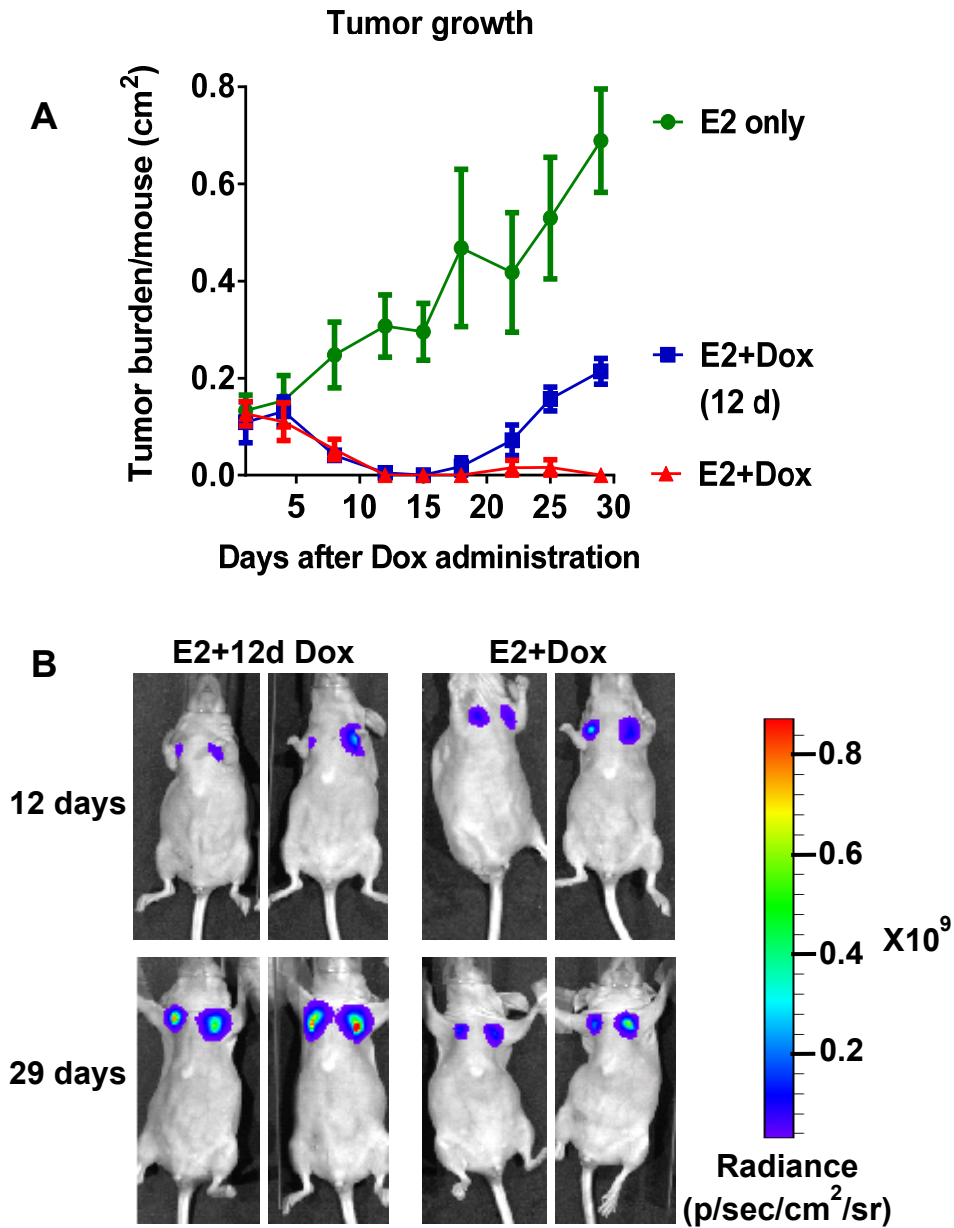 Tumor growth
A
Tumor burden/mouse (cm²)
0.8
0.6
0.4
0.2
0.0
5 10 15 20 25 30
Days after Dox administration
E2 only
E2+Dox
(12 d)
E2+Dox
B
E2+12d Dox
E2+Dox
12 days
29 days
0.8
0.6
0.4
0.2
X10⁹
Radiance
(p/sec/cm²/sr)